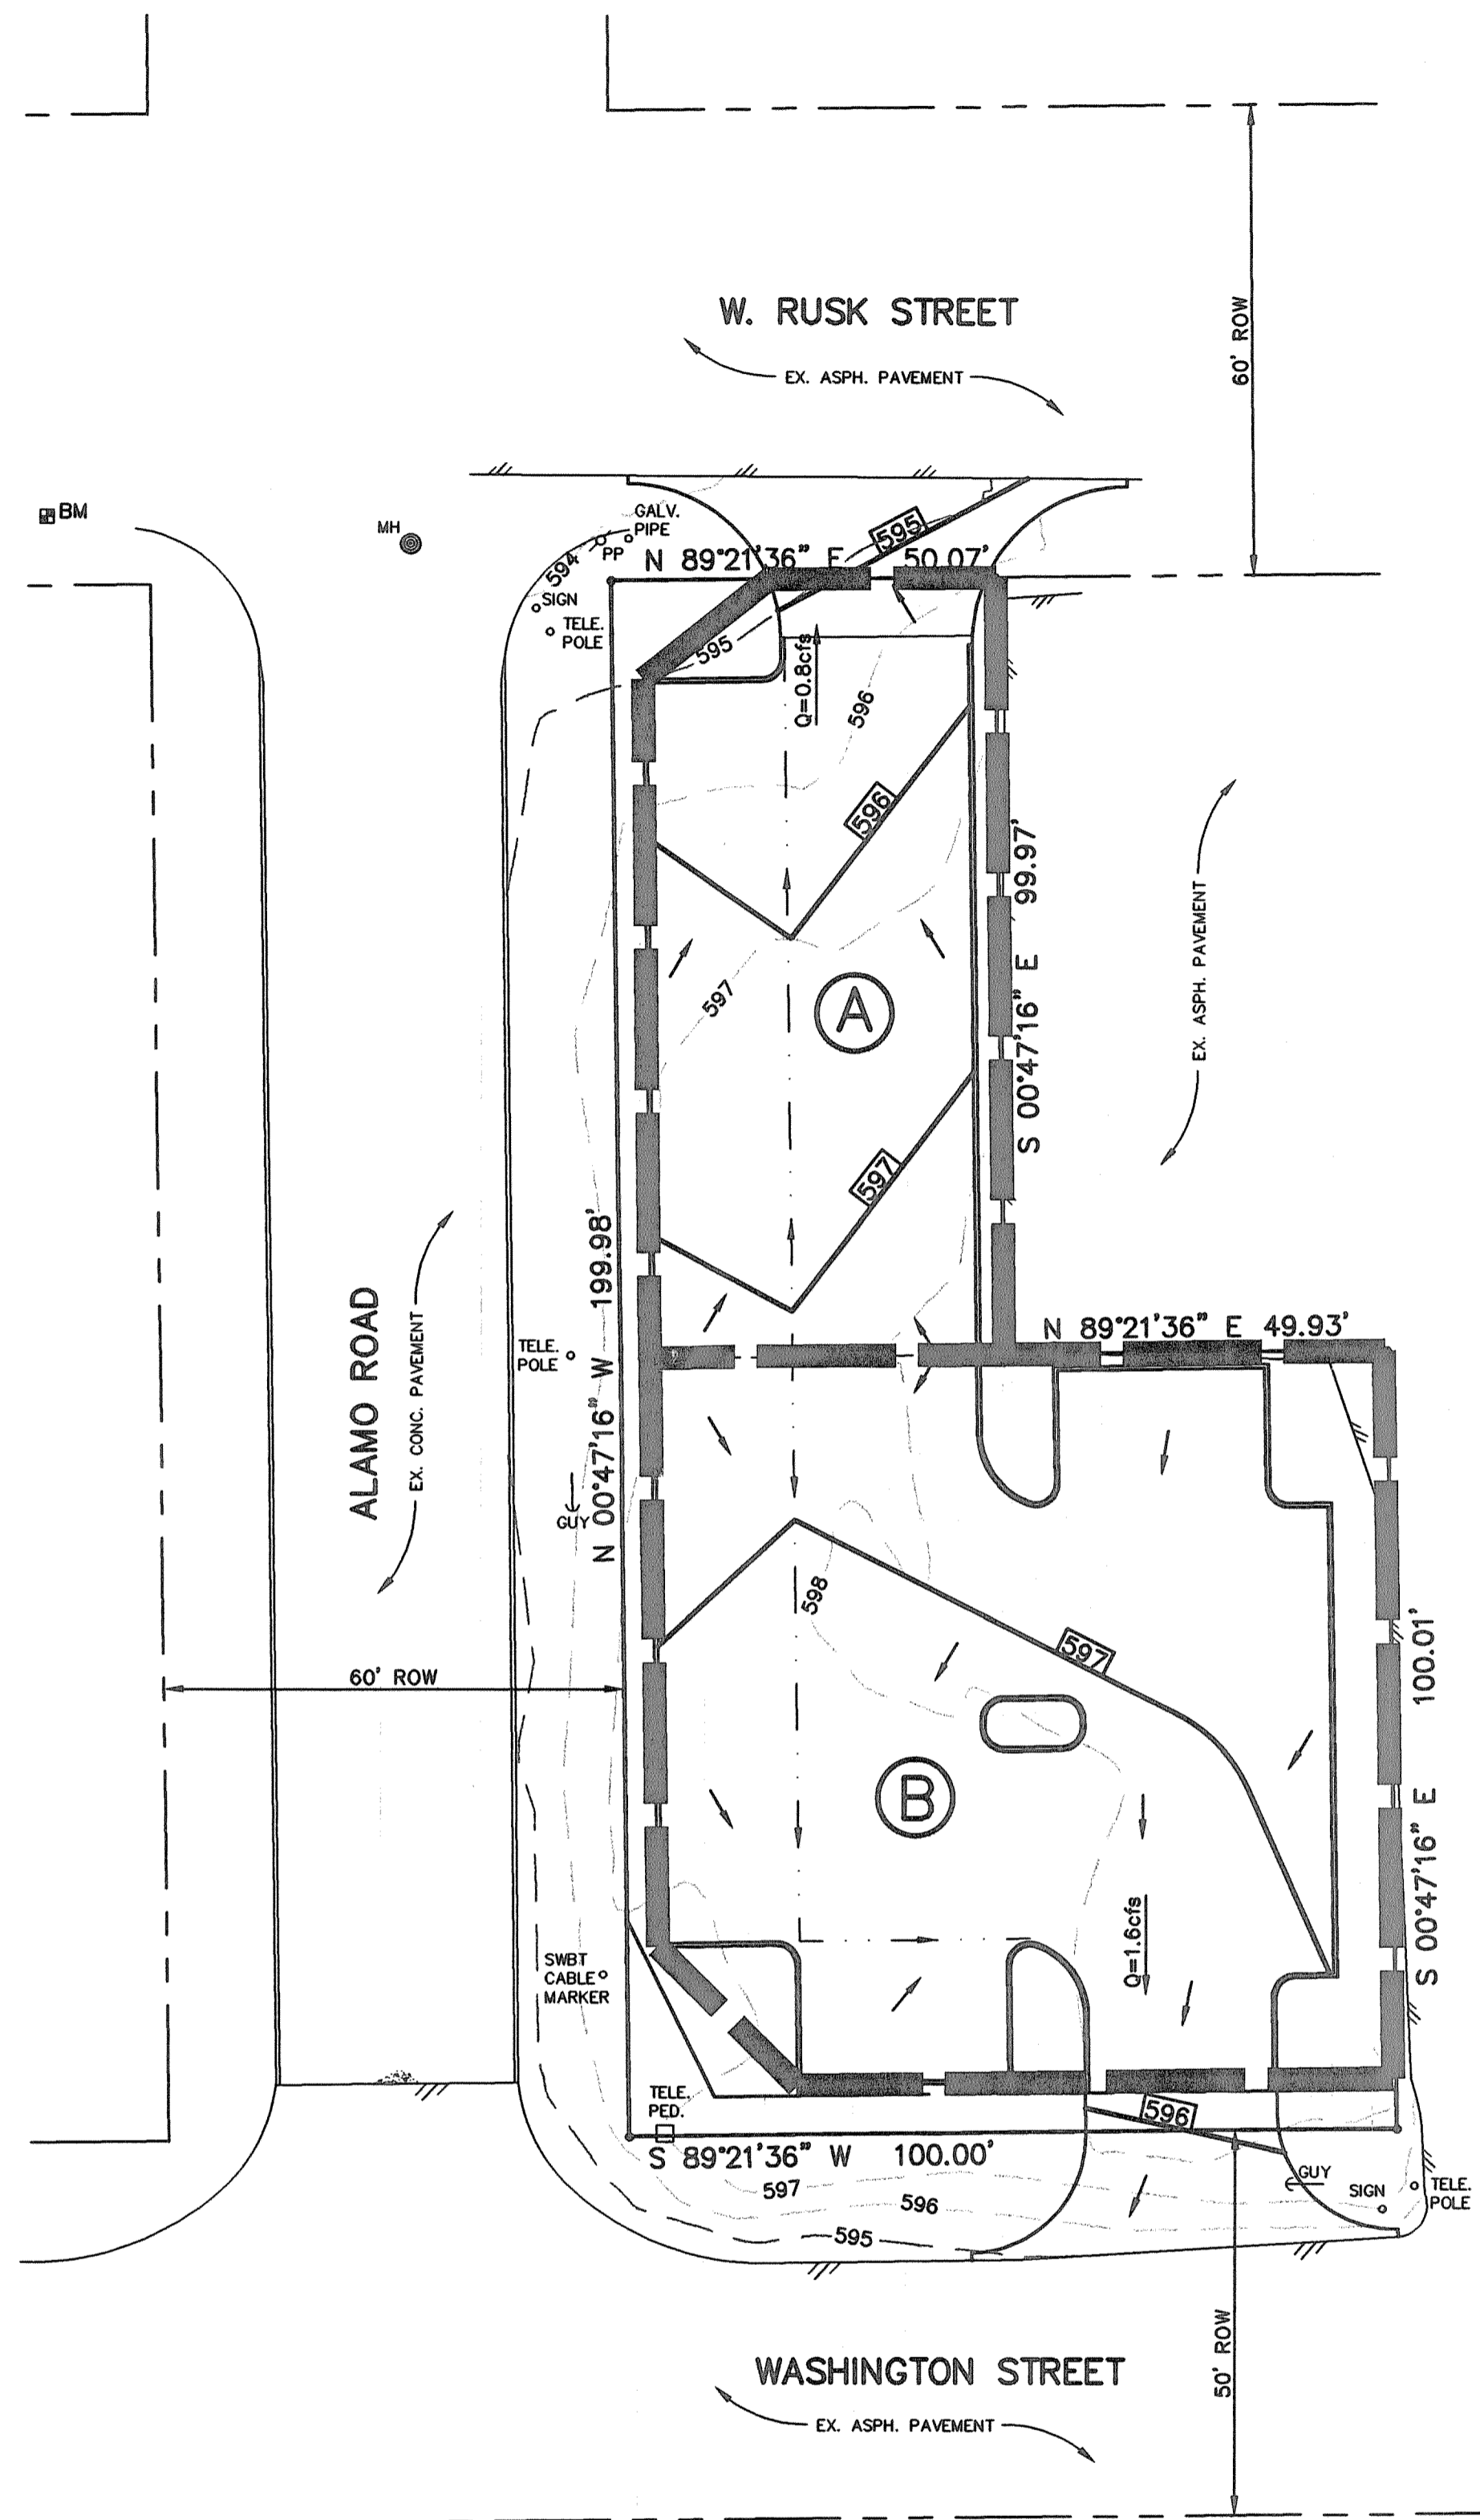 W. RUSK STREET
EX. ASPH. PAVEMENT
60' ROW
BM
MH
GALV.
PIPE
PP
594
SIGN
TELE.
POLE
595
N 89°21'36" E 50.07'
595
Q=0.8cfs
596
596
597
A
EX. ASPH. PAVEMENT
S 00°47'16" E 99.97'
597
N 00°47'16" W 199.98'
ALAMO ROAD
EX. CONC. PAVEMENT
TELE.
POLE
N 89°21'36" E 49.93'
GUY
598
597
60' ROW
B
S 00°47'16" E 100.01'
Q=1.6cfs
SWBT
CABLE
MARKER
TELE.
PED.
596
S 89°21'36" W 100.00'
597
596
595
GUY
SIGN
TELE.
POLE
50' ROW
WASHINGTON STREET
EX. ASPH. PAVEMENT